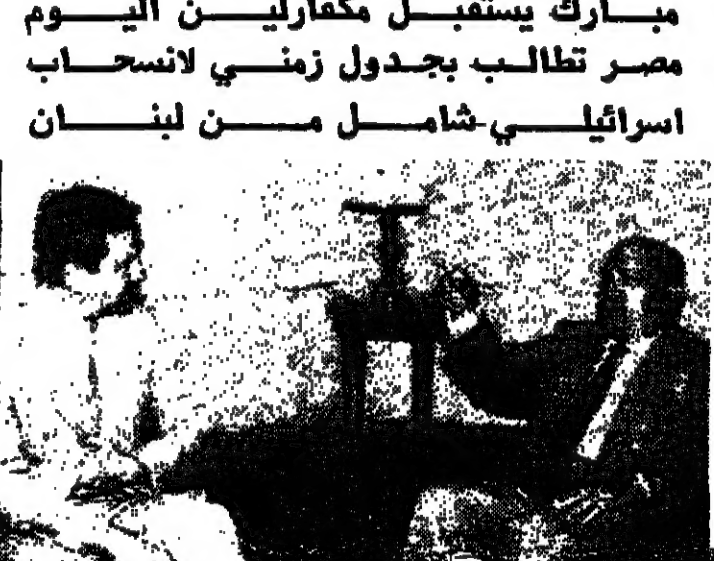 مبارك يستقبل مكفارلين اليوم
مصر تطالب بجدول زمني لانسحاب
اسرائيلي شامل من لبنان